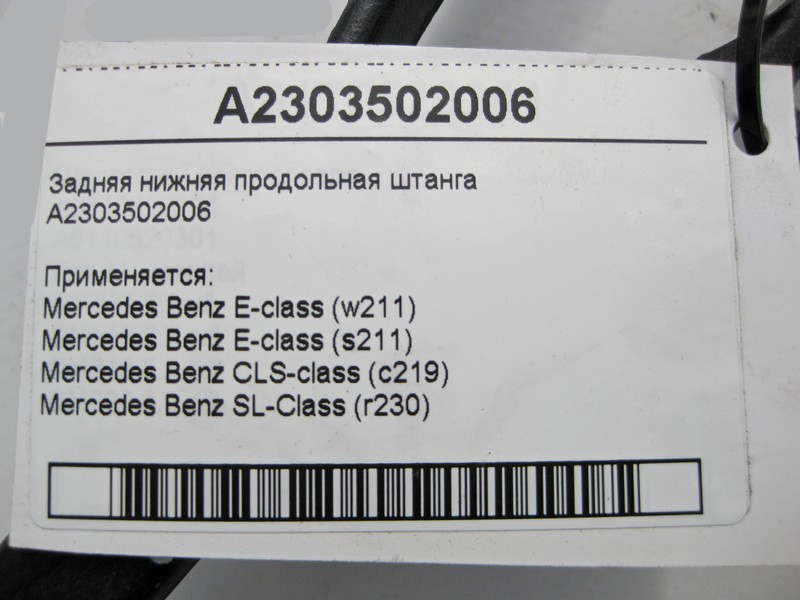 A2303502006
Задняя нижняя продольная штанга
A2303502006
Применяется:
Mercedes Benz E-class (w211)
Mercedes Benz E-class (s211)
Mercedes Benz CLS-class (c219)
Mercedes Benz SL-Class (r230)